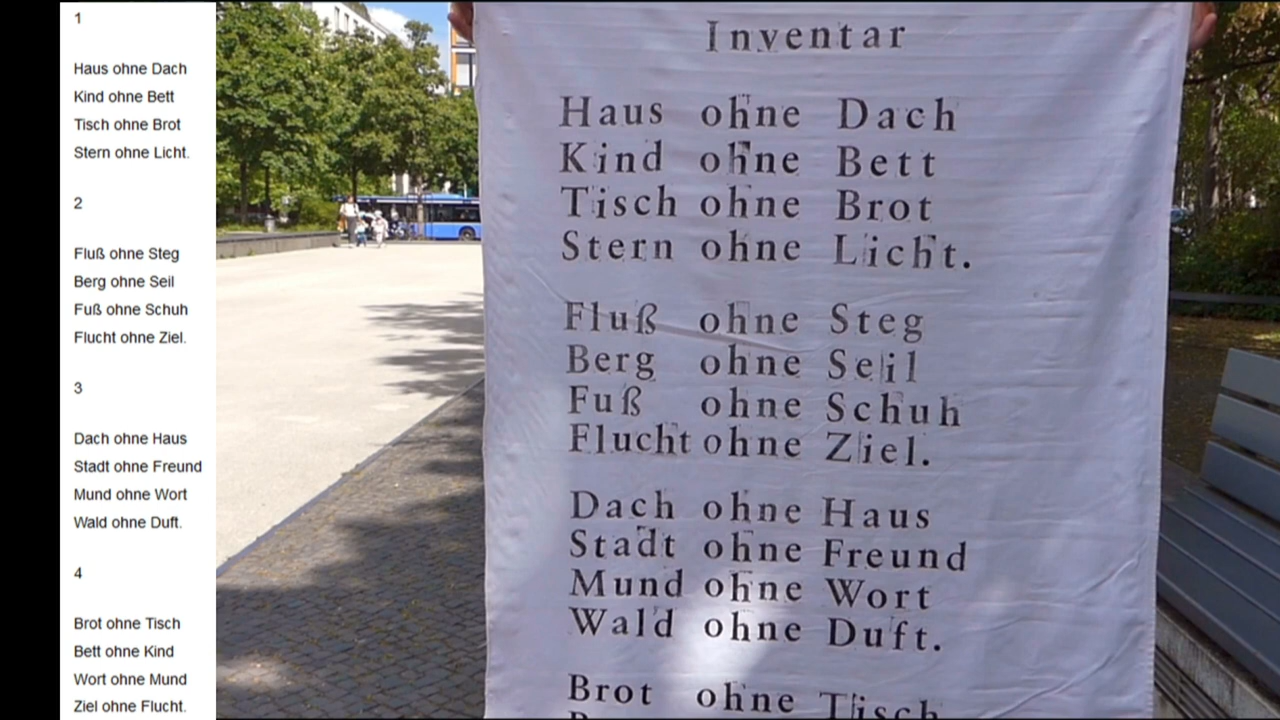 1
Haus ohne Dach
Kind ohne Bett
Tisch ohne Brot
Stern ohne Licht.
2
Fluß ohne Steg
Berg ohne Seil
Fuß ohne Schuh
Flucht ohne Ziel.
3
Dach ohne Haus
Stadt ohne Freund
Mund ohne Wort
Wald ohne Duft.
4
Brot ohne Tisch
Bett ohne Kind
Wort ohne Mund
Ziel ohne Flucht.
Inventar
Haus ohne Dach
Kind ohne Bett
Tisch ohne Brot
Stern ohne Licht.
Fluß ohne Steg
Berg ohne Seil
Fuß ohne Schuh
Flucht ohne Ziel.
Dach ohne Haus
Stadt ohne Freund
Mund ohne Wort
Wald ohne Duft.
Brot ohne Tisch